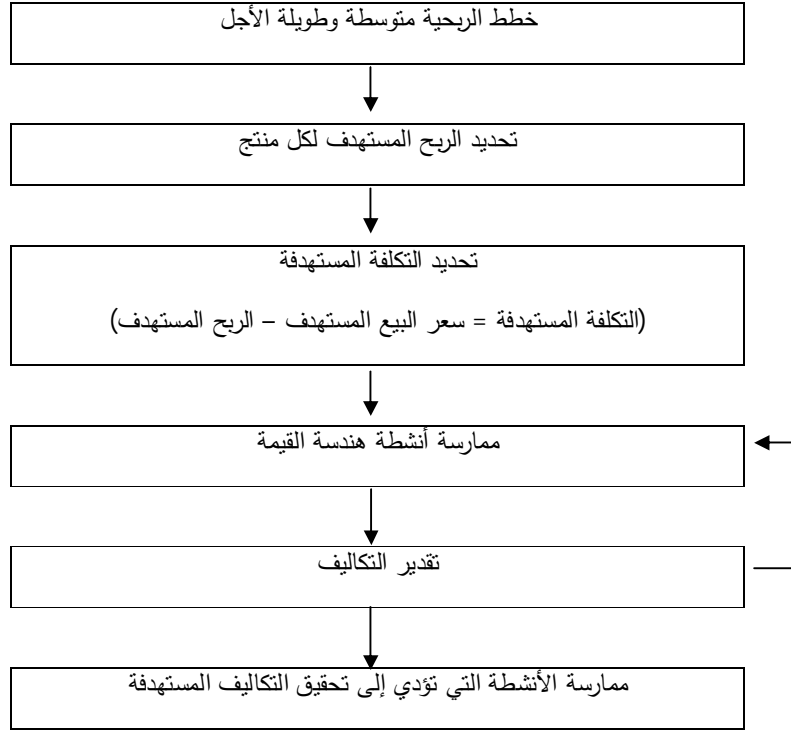 خطط الربحية متوسطة وطويلة الأجل
تحديد الربح المستهدف لكل منتج
تحديد التكلفة المستهدفة
(التكلفة المستهدفة = سعر البيع المستهدف – الربح المستهدف)
ممارسة أنشطة هندسة القيمة
تقدير التكاليف
ممارسة الأنشطة التي تؤدي إلى تحقيق التكاليف المستهدفة